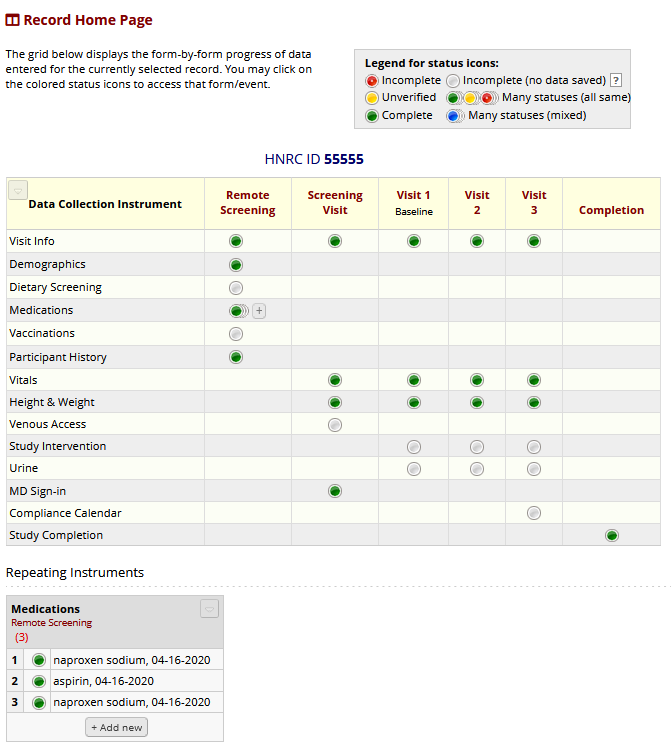 Record Home Page
The grid below displays the form-by-form progress of data
entered for the currently selected record. You may click on
the colored status icons to access that form/event.
Legend for status icons:
Incomplete Incomplete (no data saved) ?
Unverified Many statuses (all same)
Complete Many statuses (mixed)
HNRC ID 55555
Data Collection Instrument
Remote
Screening
Screening
Visit
Visit 1
Baseline
Visit
2
Visit
3
Completion
Visit Info
Demographics
Dietary Screening
Medications +
Vaccinations
Participant History
Vitals
Height & Weight
Venous Access
Study Intervention
Urine
MD Sign-in
Compliance Calendar
Study Completion
Repeating Instruments
Medications
Remote Screening
(3)
1 naproxen sodium, 04-16-2020
2 aspirin, 04-16-2020
3 naproxen sodium, 04-16-2020
+ Add new